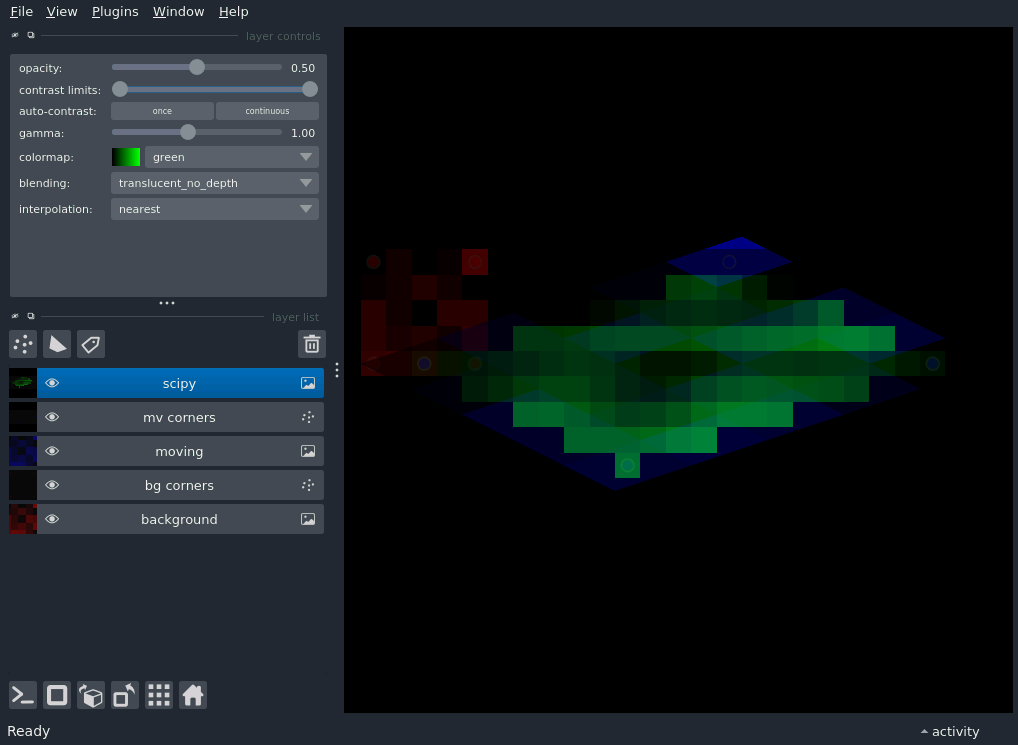 File View Plugins Window Help
layer controls
opacity: 0.50
contrast limits:
auto-contrast: once continuous
gamma: 1.00
colormap: green
blending: translucent_no_depth
interpolation: nearest
layer list
scipy
mv corners
moving
bg corners
background
Ready activity